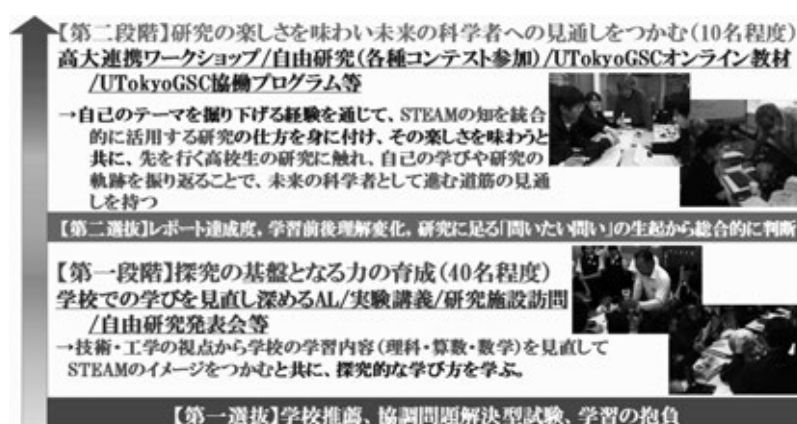 【第二段階】研究の楽しさを味わい未来の科学者への見通しをつかむ(10名程度)
高大連携ワークショップ/自由研究(各種コンテスト参加)/UTokyoGSCオンライン教材
/UTokyoGSC協働プログラム等
→自己のテーマを掘り下げる経験を通じて、STEAMの知を統合
的に活用する研究の仕方を身に付け、その楽しさを味わうと
共に、先を行く高校生の研究に触れ、自己の学びや研究の
軌跡を振り返ることで、未来の科学者として進む道筋の見通
しを持つ
【第二選抜】レポート達成度，学習前後理解変化，研究に足る「問いたい問い」の生起から総合的に判断
【第一段階】探究の基盤となる力の育成(40名程度)
学校での学びを見直し深めるAL/実験講義/研究施設訪問
/自由研究発表会等
→技術・工学の視点から学校の学習内容(理科・算数・数学)を見直して
STEAMのイメージをつかむと共に、探究的な学び方を学ぶ。
【第一選抜】学校推薦、協調問題解決型試験、学習の抱負